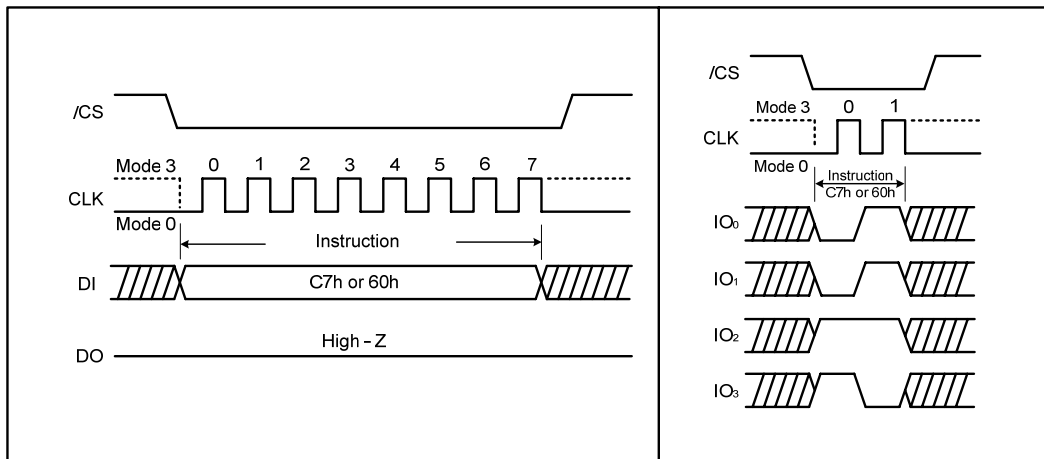 /CS
Mode 3 0 1 2 3 4 5 6 7
CLK
Mode 0
Instruction
DI C7h or 60h
High - Z
DO
/CS
Mode 3 0 1
CLK
Mode 0
Instruction
C7h or 60h
IO0
IO1
IO2
IO3